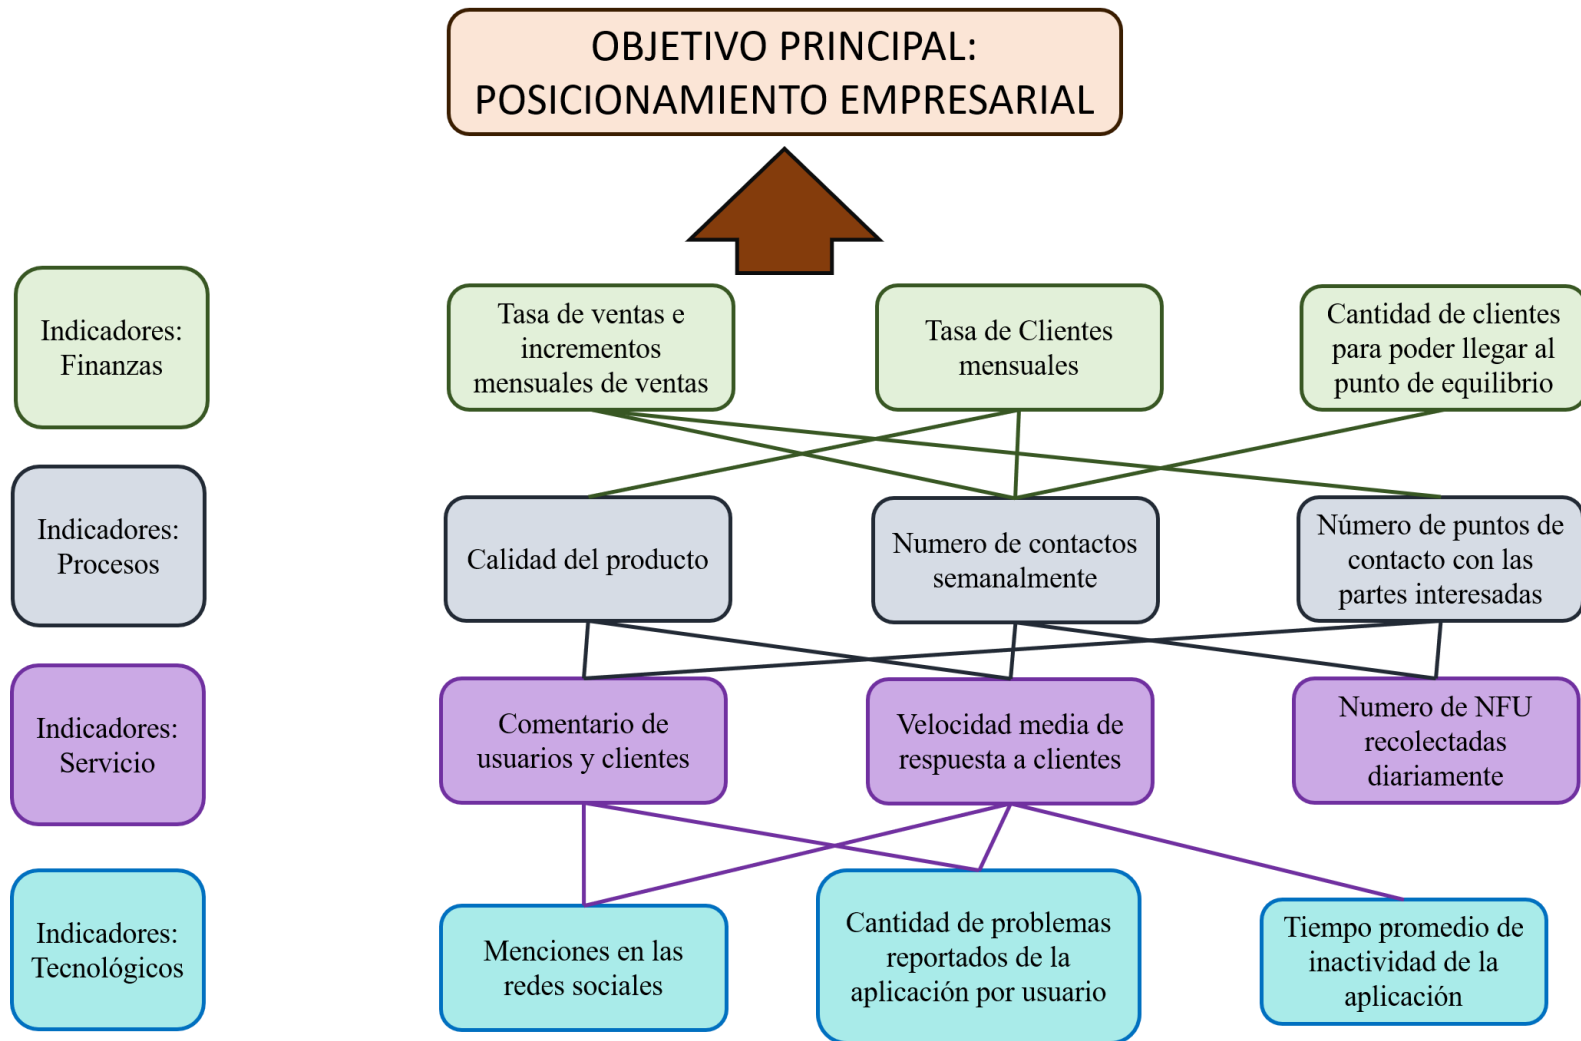 OBJETIVO PRINCIPAL:
POSICIONAMIENTO EMPRESARIAL
Indicadores:
Finanzas
Tasa de ventas e
incrementos
mensuales de ventas
Tasa de Clientes
mensuales
Cantidad de clientes
para poder llegar al
punto de equilibrio
Indicadores:
Procesos
Calidad del producto
Numero de contactos
semanalmente
Número de puntos de
contacto con las
partes interesadas
Indicadores:
Servicio
Comentario de
usuarios y clientes
Velocidad media de
respuesta a clientes
Numero de NFU
recolectadas
diariamente
Indicadores:
Tecnológicos
Menciones en las
redes sociales
Cantidad de problemas
reportados de la
aplicación por usuario
Tiempo promedio de
inactividad de la
aplicación